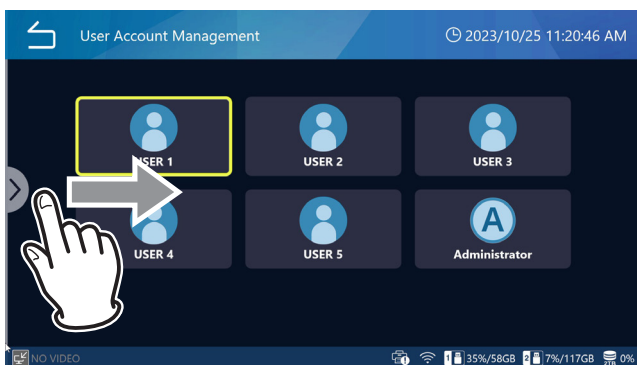 User Account Management 2023/10/25 11:20:46 AM
USER 1 USER 2 USER 3
USER 4 USER 5 A Administrator
NO VIDEO 1 35%/58GB 2 7%/117GB 2TB 0%